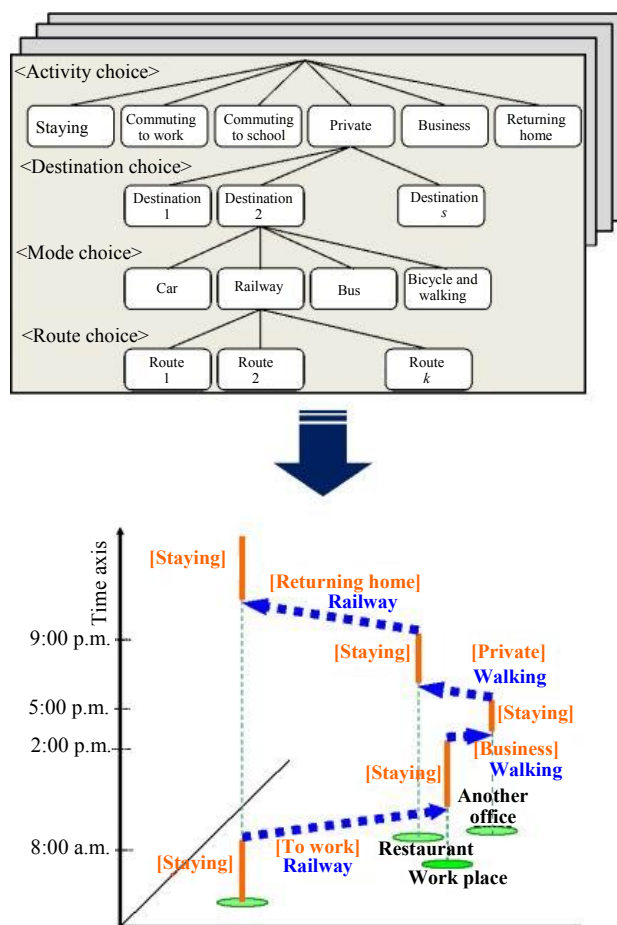 <Activity choice>
Staying
Commuting
to work
Commuting
to school
Private
Business
Returning
home
<Destination choice>
Destination
1
Destination
2
Destination
s
<Mode choice>
Car
Railway
Bus
Bicycle and
walking
<Route choice>
Route
1
Route
2
Route
k
Time axis
[Staying]
[Returning home]
Railway
9:00 p.m.
[Staying]
[Private]
Walking
5:00 p.m.
[Staying]
2:00 p.m.
[Business]
Walking
[Staying]
Another
office
8:00 a.m.
[Staying]
[To work]
Railway
Restaurant
Work place